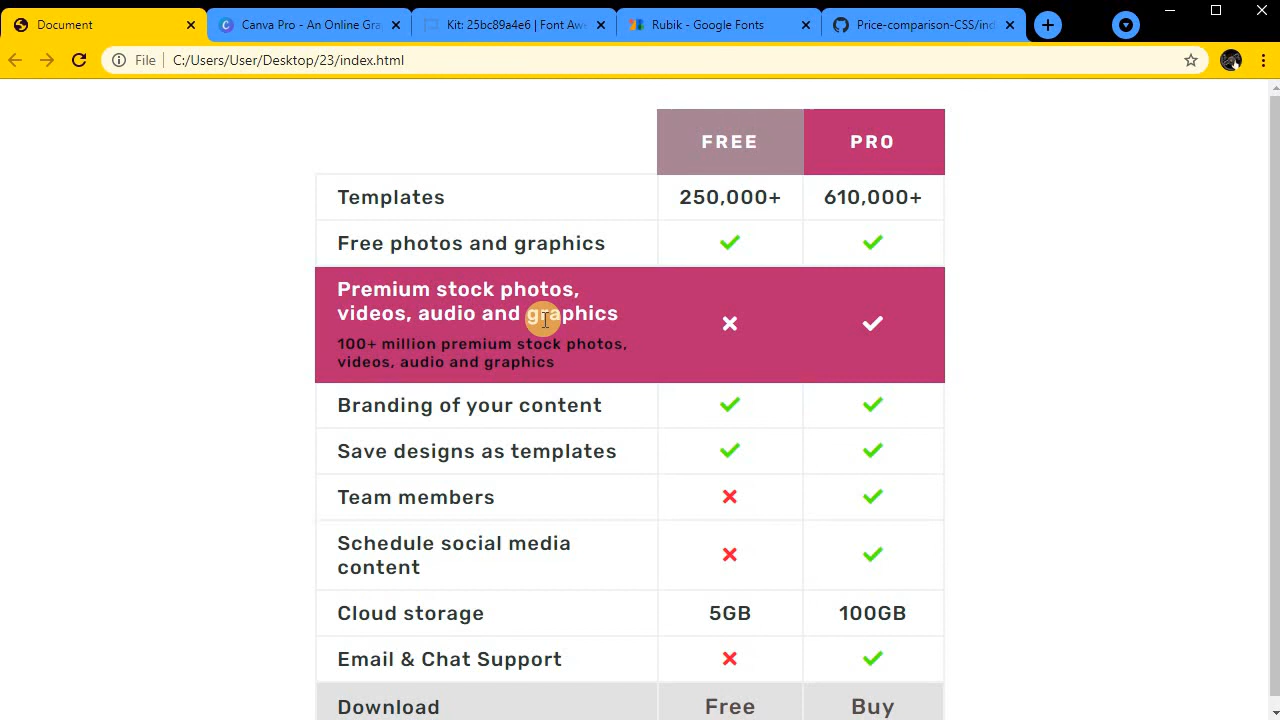 Document
Canva Pro - An Online Gra
Kit: 25bc89a4e6 | Font Awe
Rubik - Google Fonts
Price-comparison-CSS/ind
File
C:/Users/User/Desktop/23/index.html
FREE PRO
Templates 250,000+ 610,000+
Free photos and graphics
Premium stock photos,
videos, audio and graphics
100+ million premium stock photos,
videos, audio and graphics
Branding of your content
Save designs as templates
Team members
Schedule social media
content
Cloud storage 5GB 100GB
Email & Chat Support
Download Free Buy